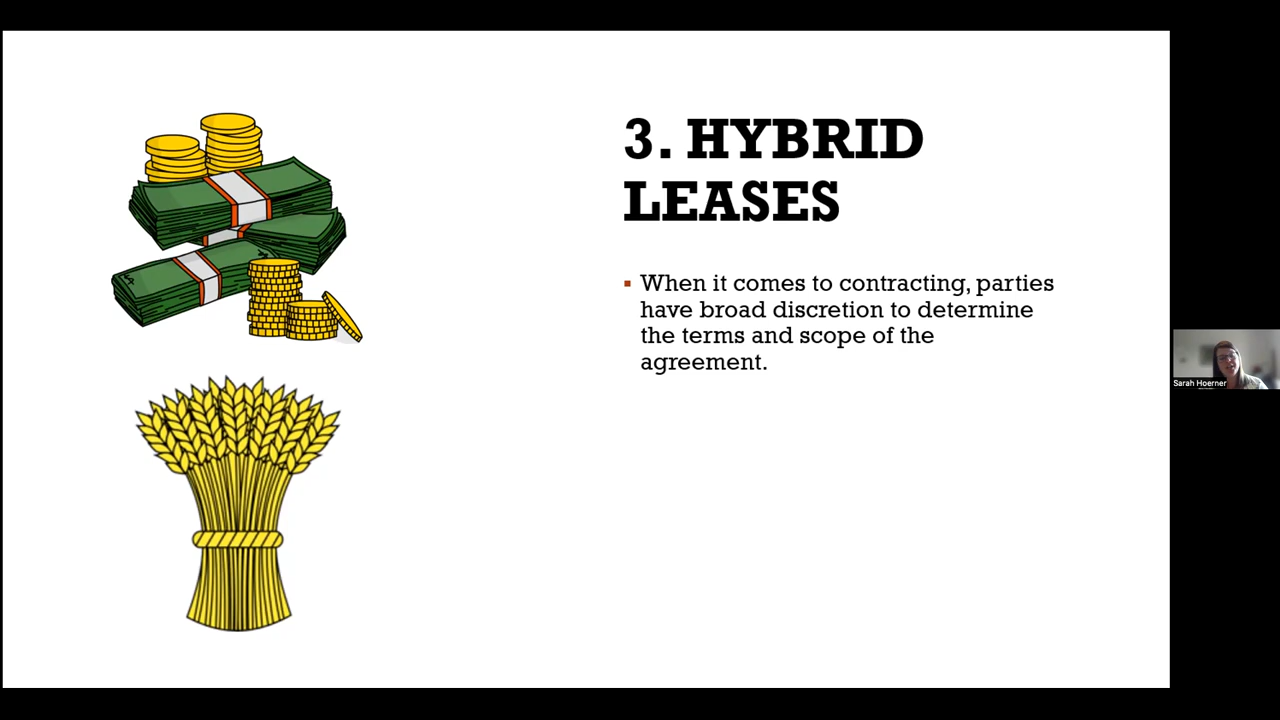 3. HYBRID
LEASES
▪ When it comes to contracting, parties
have broad discretion to determine
the terms and scope of the
agreement.
Sarah Hoerner